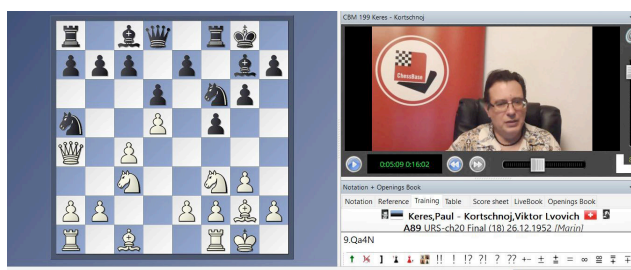 CBM 199 Keres - Kortschnoj
CHESSBASE
0:05:09 0:16:02
Notation + Openings Book
Notation Reference Training Table Score sheet LiveBook Openings Book
Keres,Paul - Kortschnoj,Viktor Lvovich
A89 URS-ch20 Final (18) 26.12.1952 [Marin]
9.Qa4N
! !! !? ?! ? ?? +- ± ⩲ = ∞